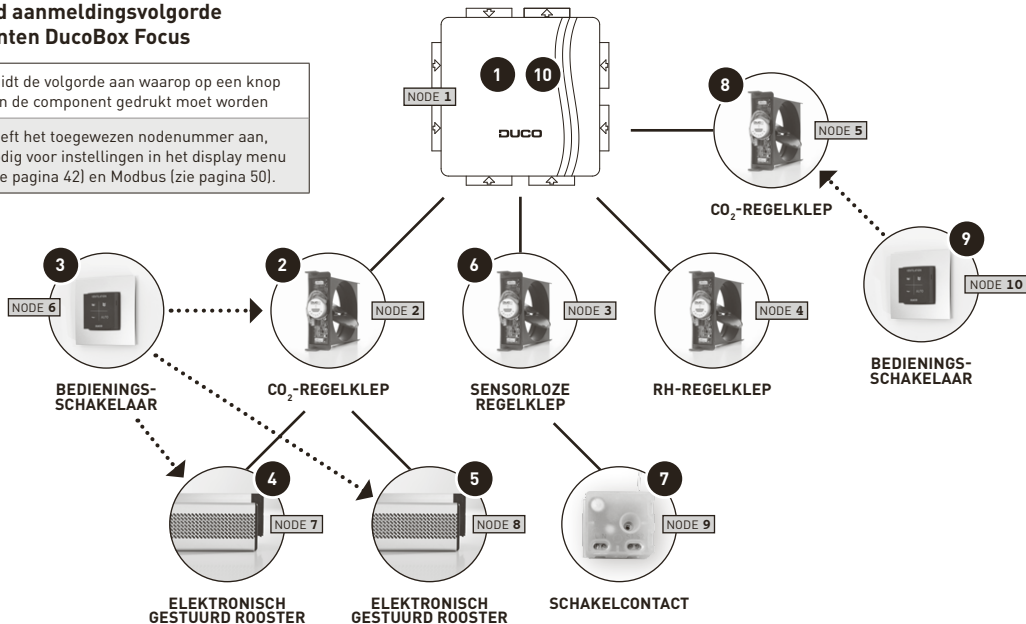 d aanmeldingsvolgorde
nten DucoBox Focus
idt de volgorde aan waarop op een knop
n de component gedrukt moet worden
eft het toegewezen nodenummer aan,
dig voor instellingen in het display menu
e pagina 42) en Modbus (zie pagina 50).
1
10
NODE 1
DUCO
8
NODE 5
CO₂-REGELKLEP
9
NODE 10
BEDIENINGS-
SCHAKELAAR
3
NODE 6
BEDIENINGS-
SCHAKELAAR
2
NODE 2
CO₂-REGELKLEP
6
NODE 3
SENSORLOZE
REGELKLEP
NODE 4
RH-REGELKLEP
4
NODE 7
ELEKTRONISCH
GESTUURD ROOSTER
5
NODE 8
ELEKTRONISCH
GESTUURD ROOSTER
7
NODE 9
SCHAKELCONTACT